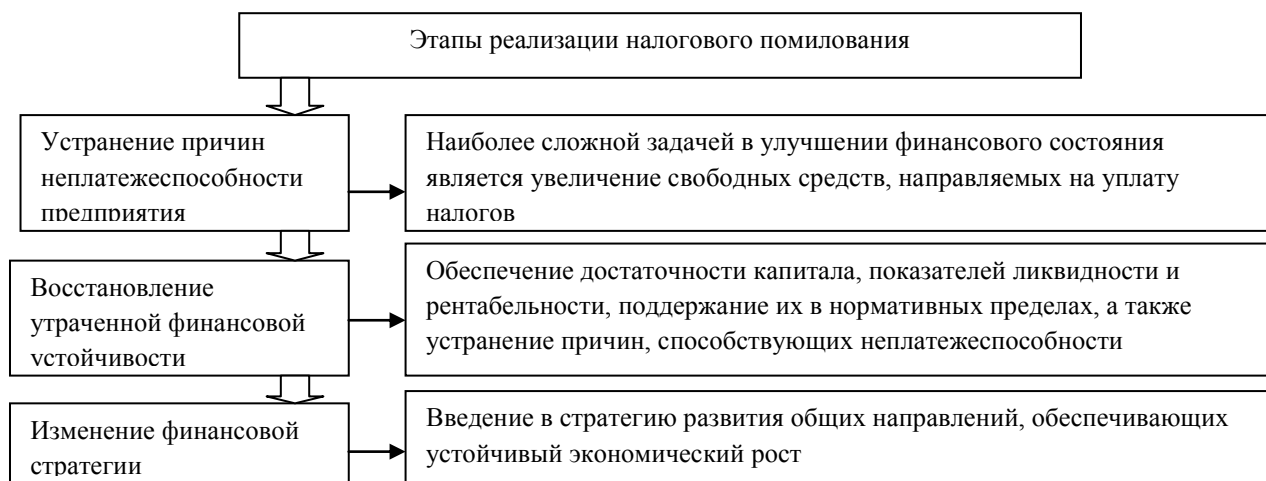 Этапы реализации налогового помилования
Устранение причин
неплатежеспособности
предприятия
Наиболее сложной задачей в улучшении финансового состояния
является увеличение свободных средств, направляемых на уплату
налогов
Восстановление
утраченной финансовой
устойчивости
Обеспечение достаточности капитала, показателей ликвидности и
рентабельности, поддержание их в нормативных пределах, а также
устранение причин, способствующих неплатежеспособности
Изменение финансовой
стратегии
Введение в стратегию развития общих направлений, обеспечивающих
устойчивый экономический рост